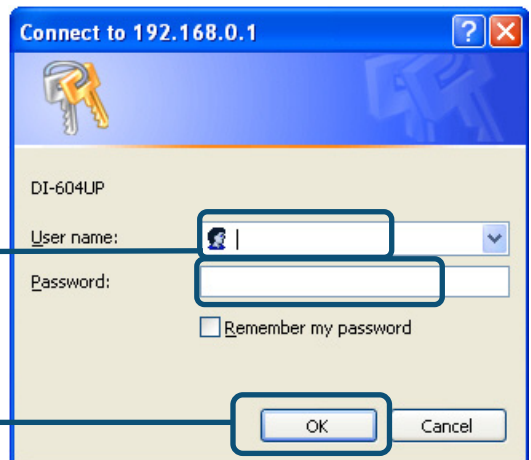 Connect to 192.168.0.1
DI-604UP
User name:
Password:
Remember my password
OK Cancel